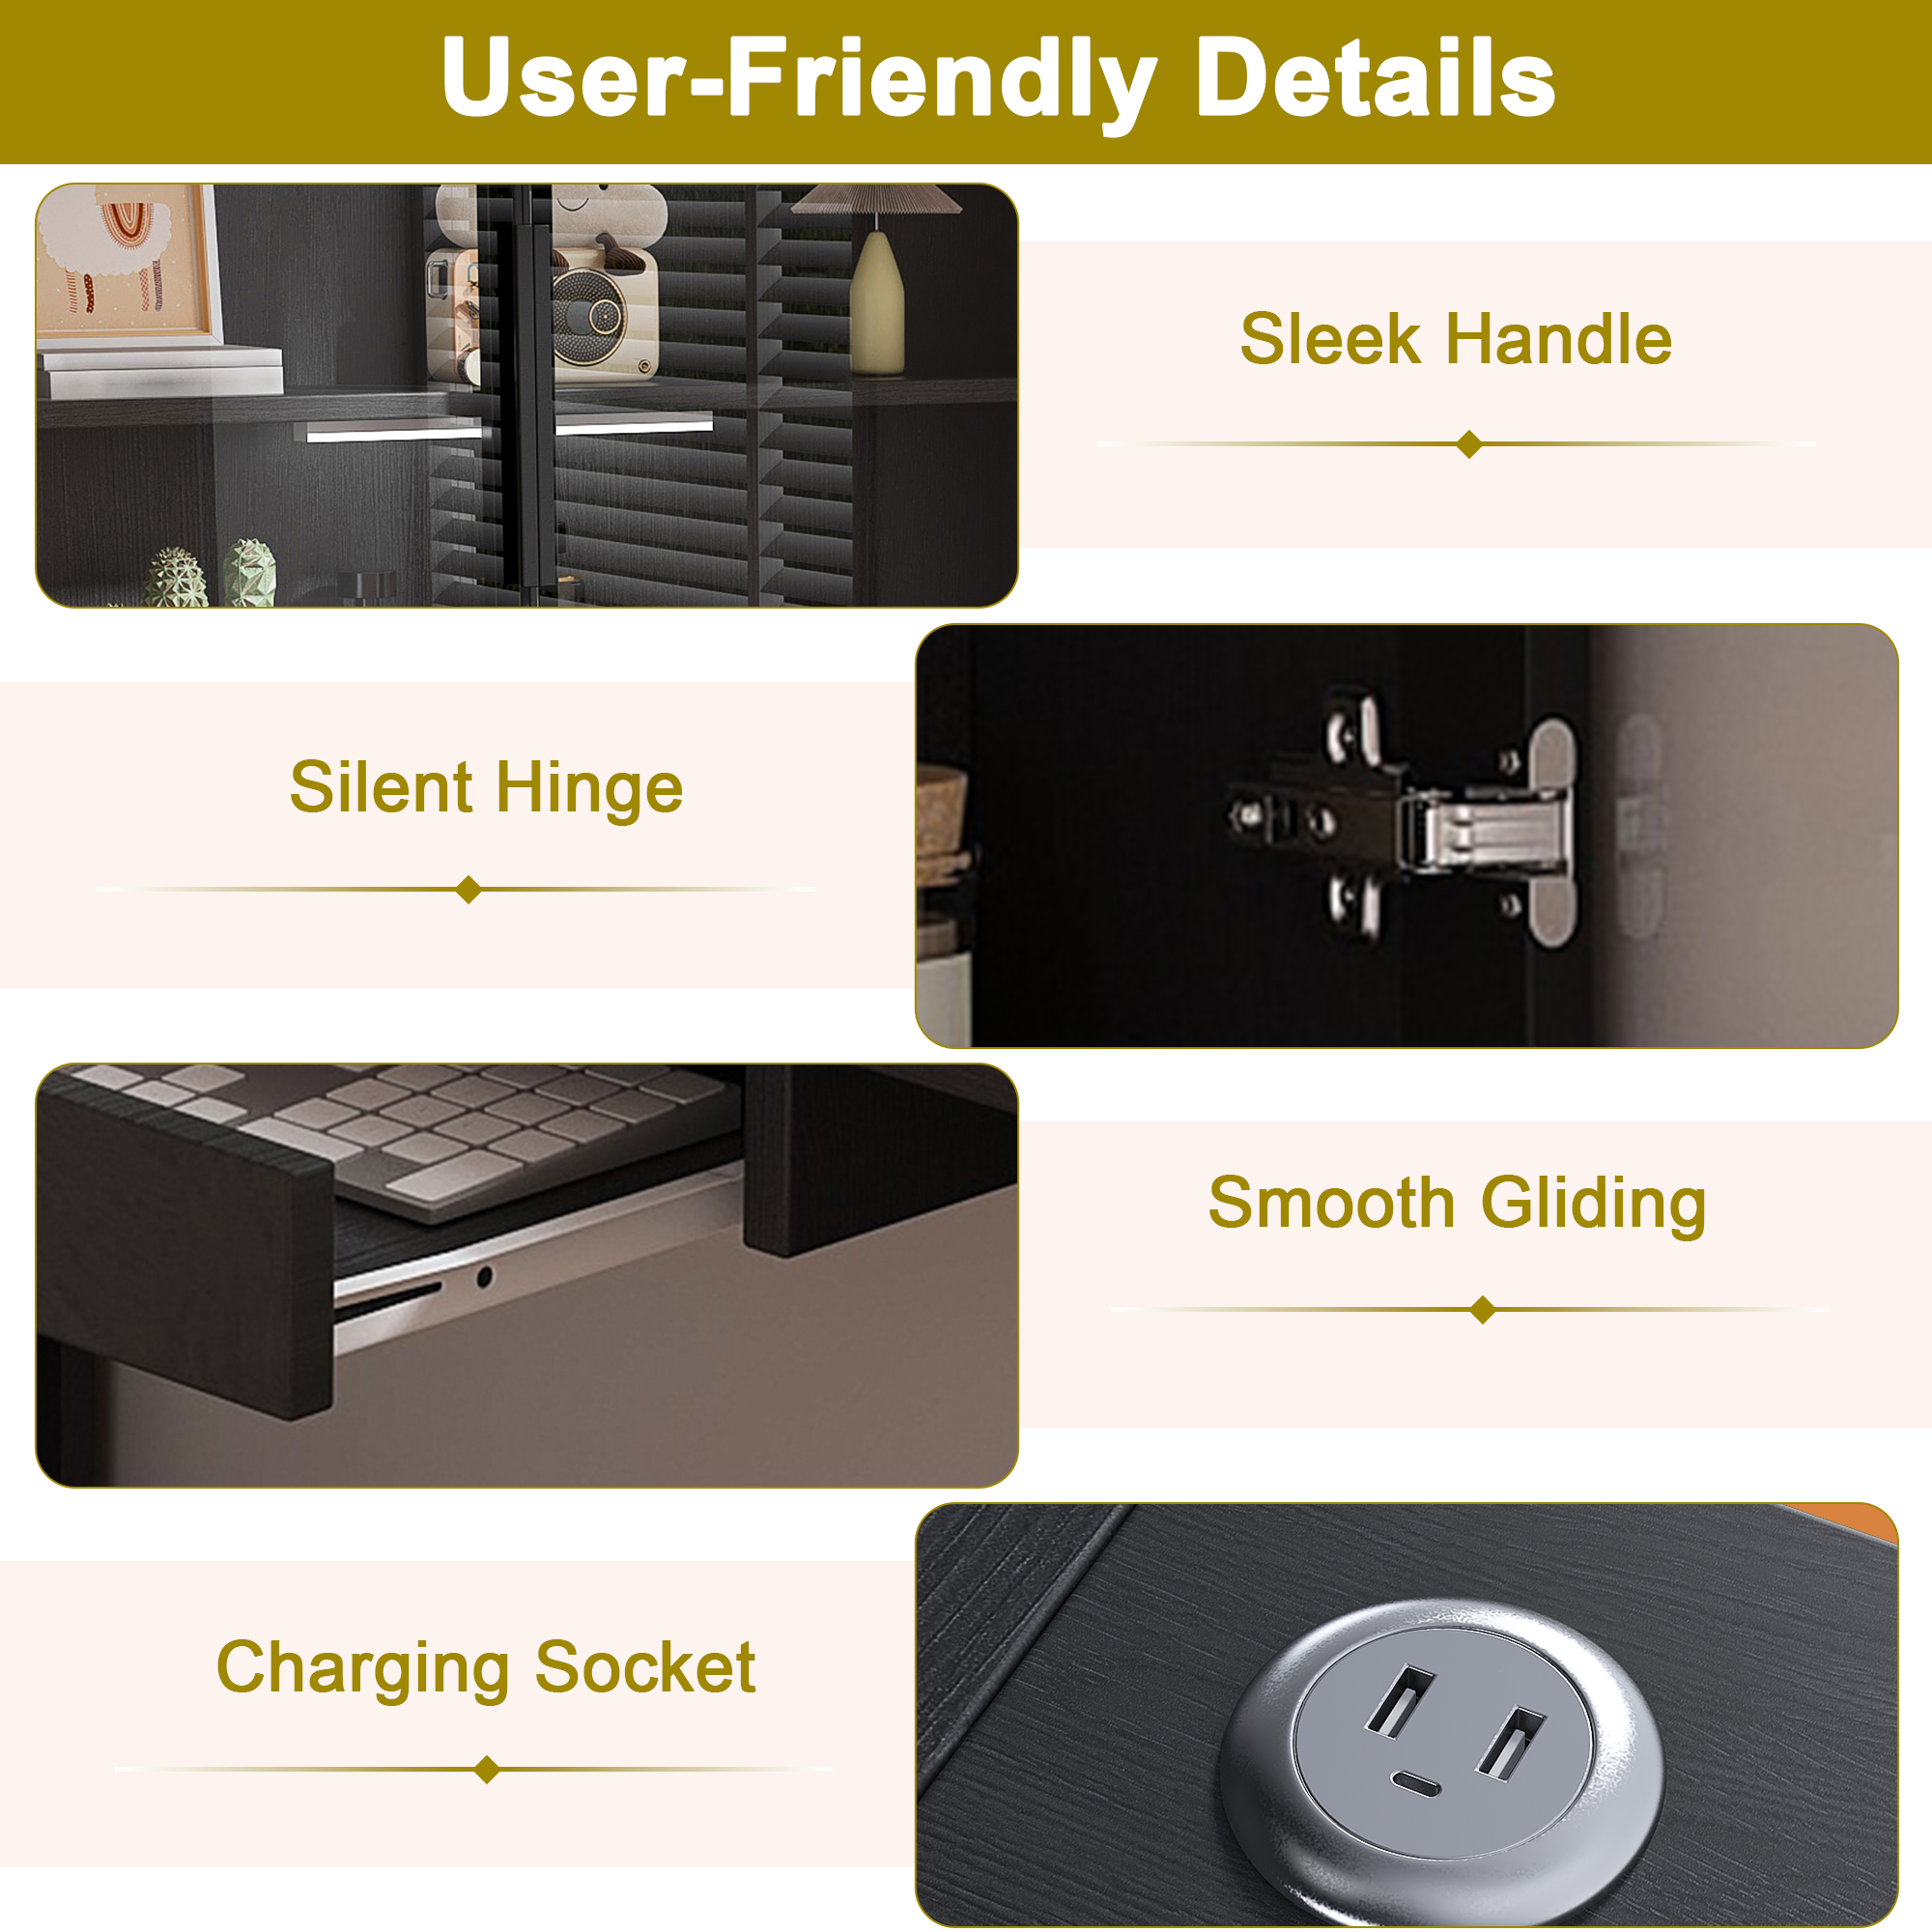 User-Friendly Details
Sleek Handle
Silent Hinge
Smooth Gliding
Charging Socket